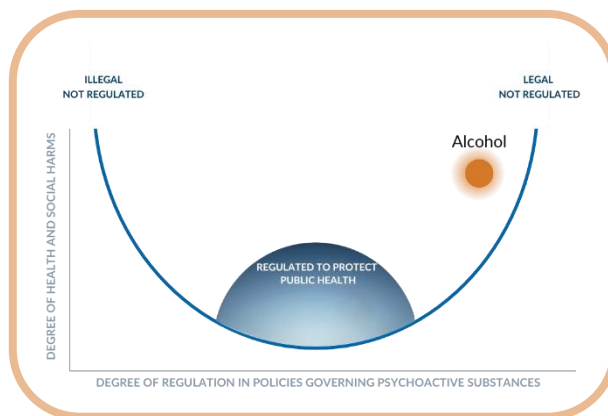 ILLEGAL
NOT REGULATED
LEGAL
NOT REGULATED
Alcohol
REGULATED TO PROTECT
PUBLIC HEALTH
DEGREE OF HEALTH AND SOCIAL HARMS
DEGREE OF REGULATION IN POLICIES GOVERNING PSYCHOACTIVE SUBSTANCES